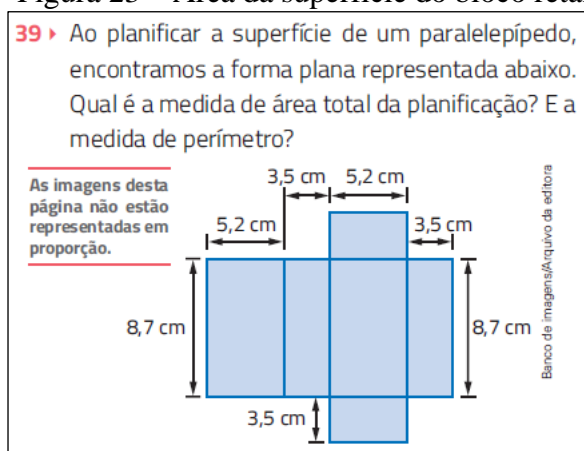 Figura 25 – Área da superfície do bloco reta
39 ▸ Ao planificar a superfície de um paralelepípedo,
encontramos a forma plana representada abaixo.
Qual é a medida de área total da planificação? E a
medida de perímetro?
As imagens desta
página não estão
representadas em
proporção.
3,5 cm
5,2 cm
5,2 cm
3,5 cm
8,7 cm
8,7 cm
3,5 cm
Banco de imagens/Arquivo da editora